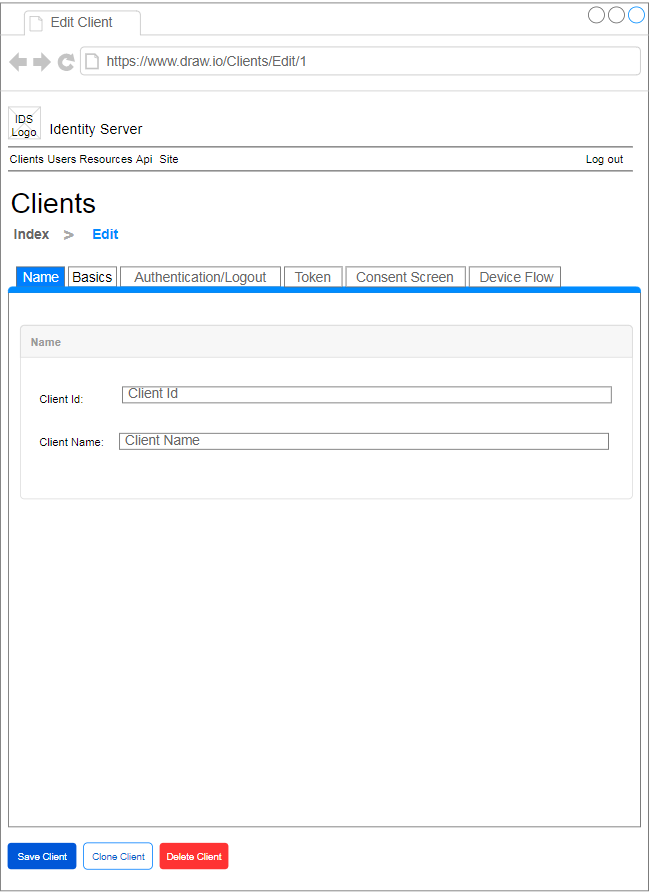 Edit Client
https://www.draw.io/Clients/Edit/1
IDS
Logo
Identity Server
Clients Users Resources Api Site
Log out
Clients
Index > Edit
Name Basics Authentication/Logout Token Consent Screen Device Flow
Name
Client Id: Client Id
Client Name: Client Name
Save Client Clone Client Delete Client